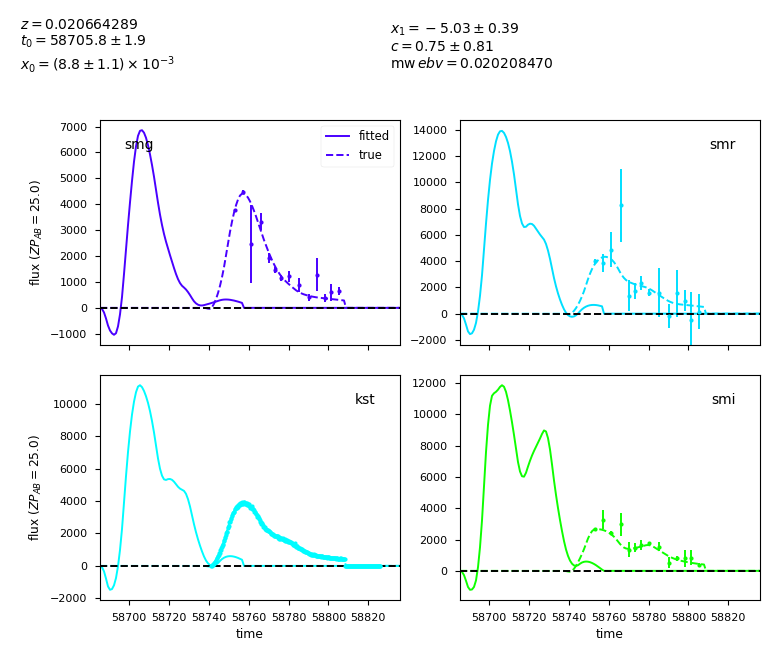 z = 0.020664289
t₀ = 58705.8 ± 1.9
x₀ = (8.8 ± 1.1) × 10⁻³
x₁ = −5.03 ± 0.39
c = 0.75 ± 0.81
mw ebv = 0.020208470
smg
fitted
true
flux (ZP_AB = 25.0)
7000
6000
5000
4000
3000
2000
1000
0
−1000
smr
14000
12000
10000
8000
6000
4000
2000
0
−2000
kst
flux (ZP_AB = 25.0)
10000
8000
6000
4000
2000
0
−2000
58700 58720 58740 58760 58780 58800 58820
time
smi
12000
10000
8000
6000
4000
2000
0
−2000
58700 58720 58740 58760 58780 58800 58820
time